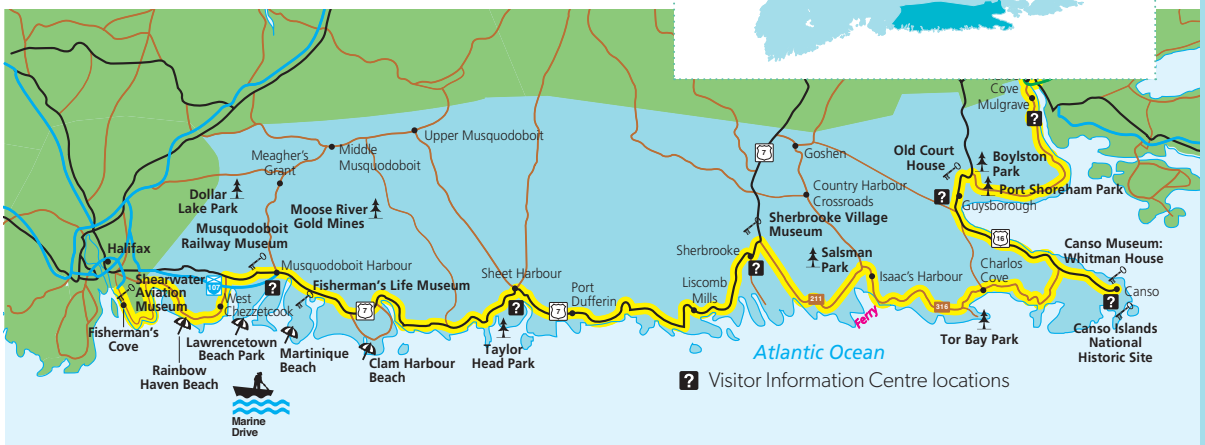 Cove
Mulgrave
?
Upper Musquodoboit
Middle
Musquodoboit
Meagher's
Grant
7
Goshen
Old Court
House
Boylston
Park
Port Shoreham Park
?
Guysborough
Dollar
Lake Park
Moose River
Gold Mines
Country Harbour
Crossroads
Sherbrooke Village
Museum
Musquodoboit
Railway Museum
16
Halifax
Sherbrooke
?
Salsman
Park
Canso Museum:
Whitman House
Musquodoboit Harbour
Shearwater
Aviation
Museum
107
?
Fisherman's Life Museum
Sheet Harbour
?
Isaac's Harbour
Charlos
Cove
Canso
?
West
Chezzetcook
7
7
Port
Dufferin
Liscomb
Mills
211
316
Ferry
Fisherman's
Cove
Lawrencetown
Beach Park
Rainbow
Haven Beach
Martinique
Beach
Clam Harbour
Beach
Taylor
Head Park
Tor Bay Park
Canso Islands
National
Historic Site
Atlantic Ocean
? Visitor Information Centre locations
Marine
Drive